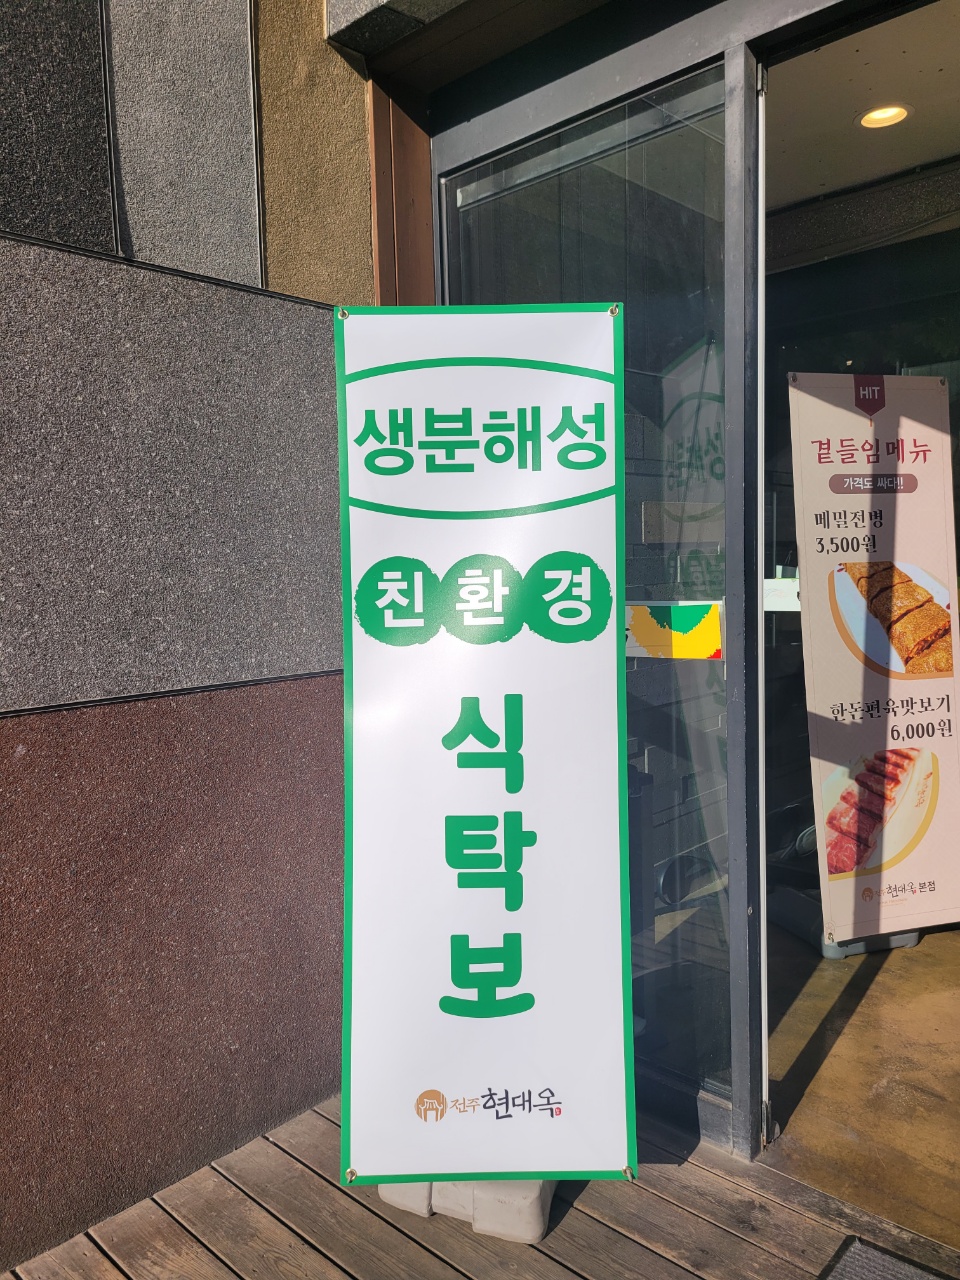 생분해성
친환경
식
탁
보
전주 현대옥
HIT
곁들임메뉴
가격도 싸다!!
메밀전병
3,500원
한돈편육맛보기
6,000원
전주 현대옥 본점